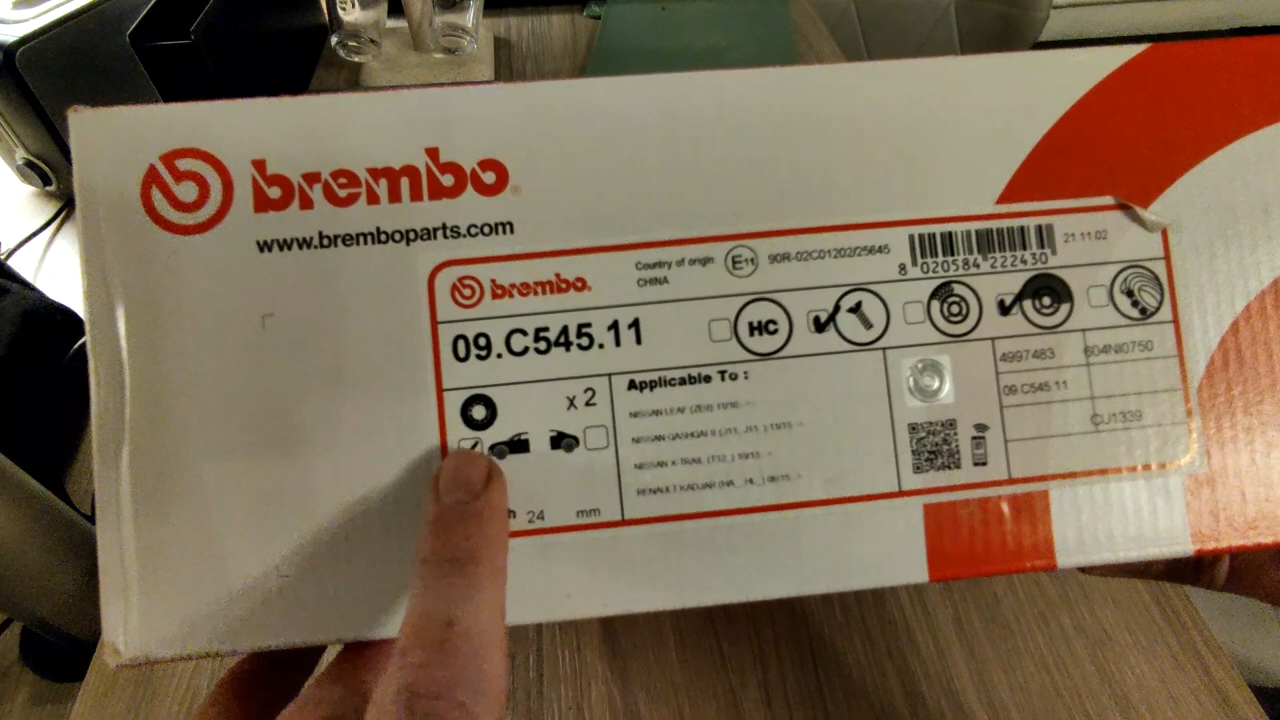 brembo
www.bremboparts.com
brembo.
Country of origin
CHINA
E11
90R-02C01202/25645
8 020584 222430
21.11.02
09.C545.11
HC
x 2
24 mm
Applicable To :
NISSAN LEAF (ZE0) 11/10 ->
NISSAN QASHQAI II (J11, J11_) 11/13 ->
NISSAN X-TRAIL (T32_) 10/13 ->
RENAULT KADJAR (HA_, HL_) 06/15 ->
4997483 604NI0750
09.C545.11
CU1339